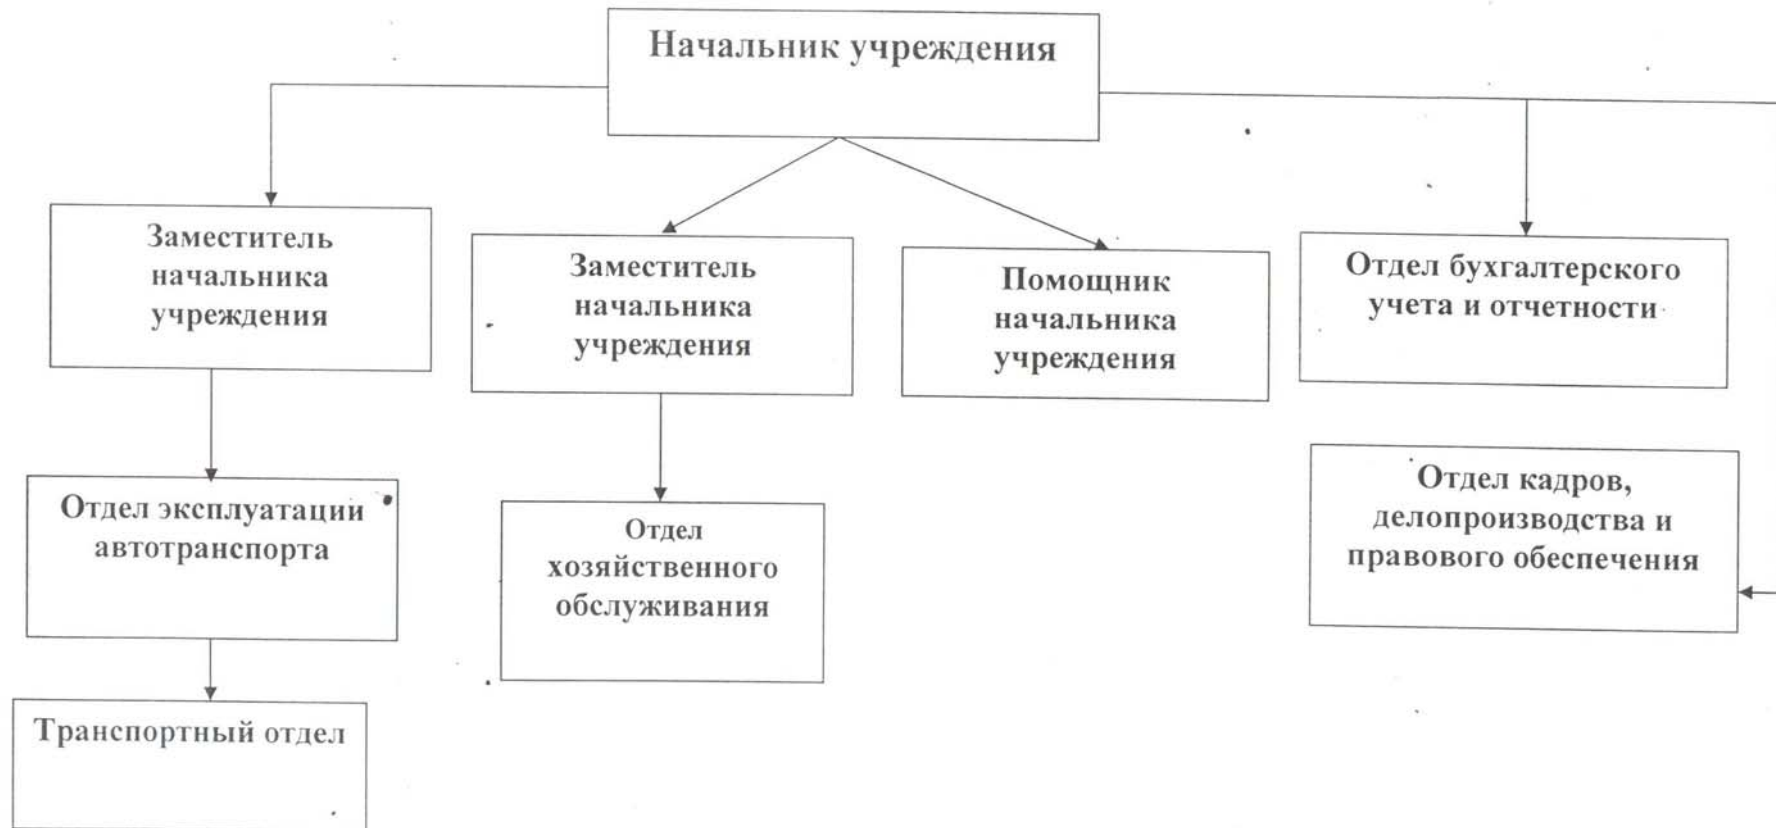 Начальник учреждения
Заместитель
начальника
учреждения
Заместитель
начальника
учреждения
Помощник
начальника
учреждения
Отдел бухгалтерского
учета и отчетности
Отдел эксплуатации
автотранспорта
Отдел
хозяйственного
обслуживания
Отдел кадров,
делопроизводства и
правового обеспечения
Транспортный отдел